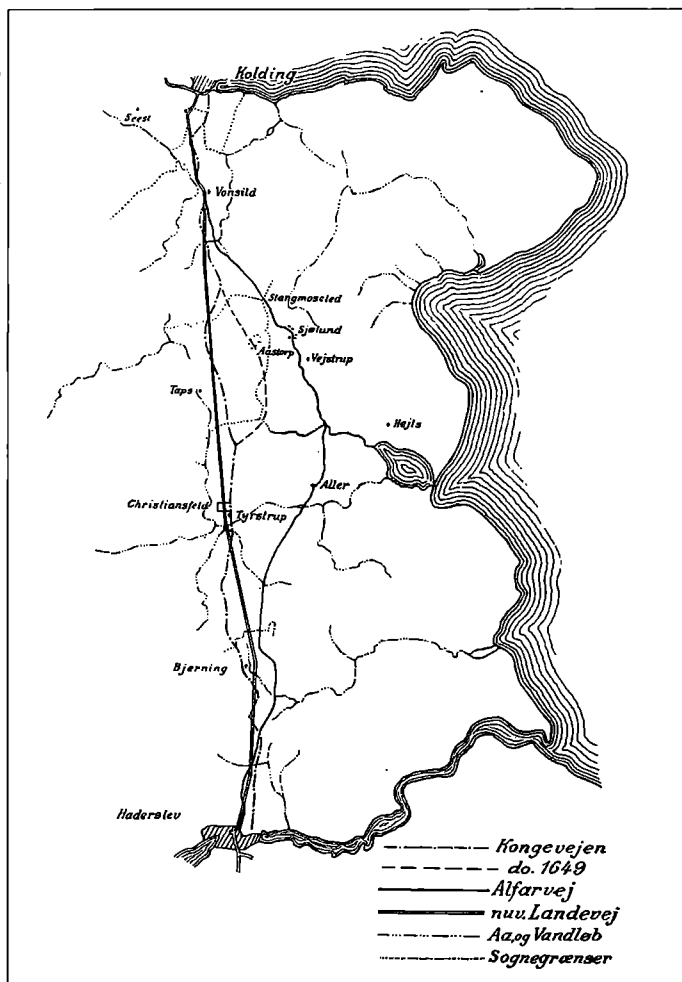 Kolding
Seest
Vonsild
Stangmosled
Sjølund
Aastorp
Vejstrup
Taps
Hejls
Aller
Christiansfeld
Tyrstrup
Bjerning
Haderslev
Kongevejen
do. 1649
Alfarvej
nuv. Landevej
Aa, og Vandløb
Sognegrænser